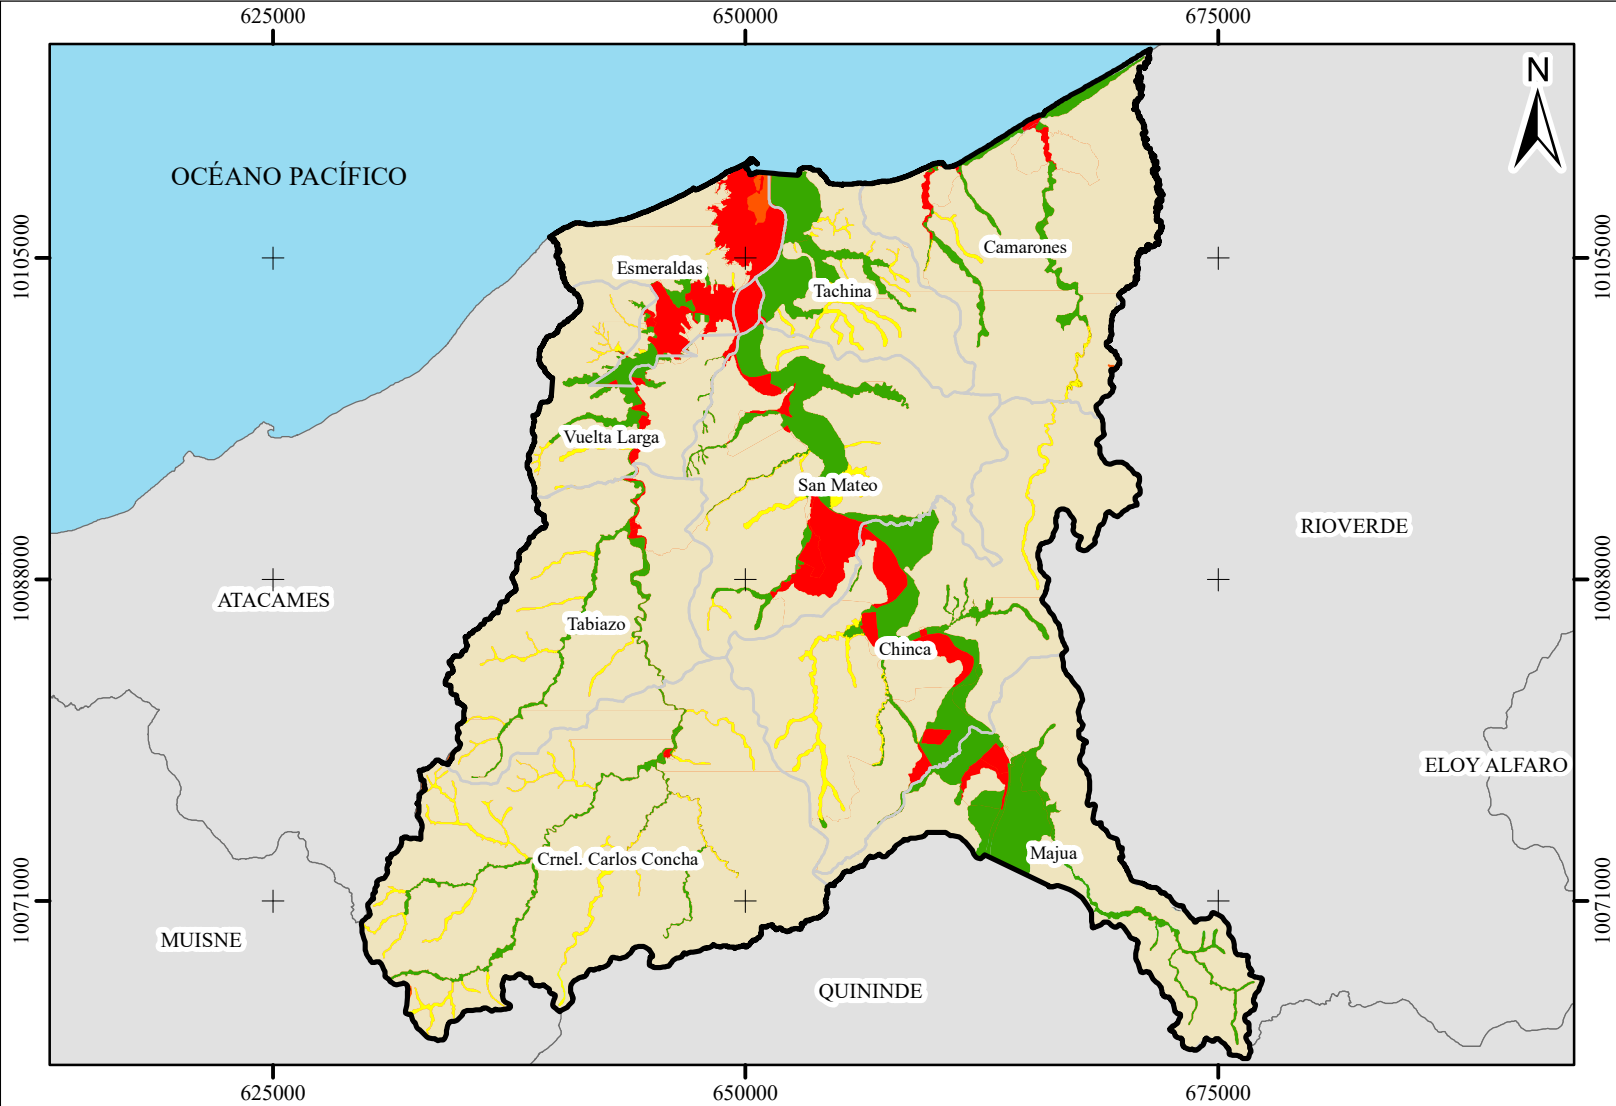 625000
650000
675000
N
OCÉANO PACÍFICO
10105000
10105000
Camarones
Esmeraldas
Tachina
Vuelta Larga
San Mateo
RIOVERDE
10088000
10088000
ATACAMES
Tabiazo
Chinca
ELOY ALFARO
Majua
Crnel. Carlos Concha
10071000
10071000
MUISNE
QUININDE
625000
650000
675000